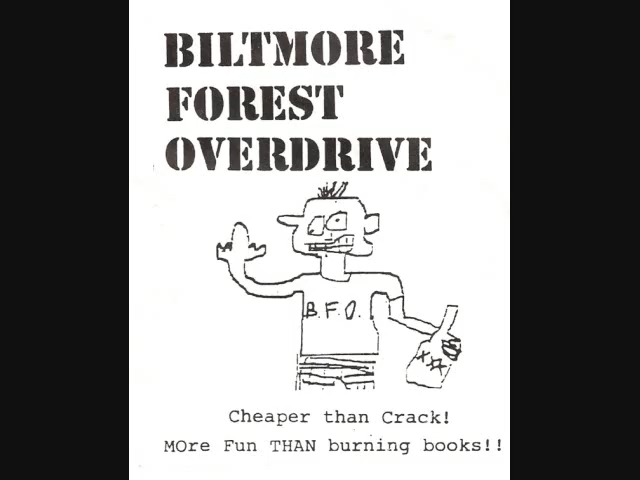 BILTMORE
FOREST
OVERDRIVE
B.F.O.
XXX
Cheaper than Crack!
MOre Fun THAN burning books!!